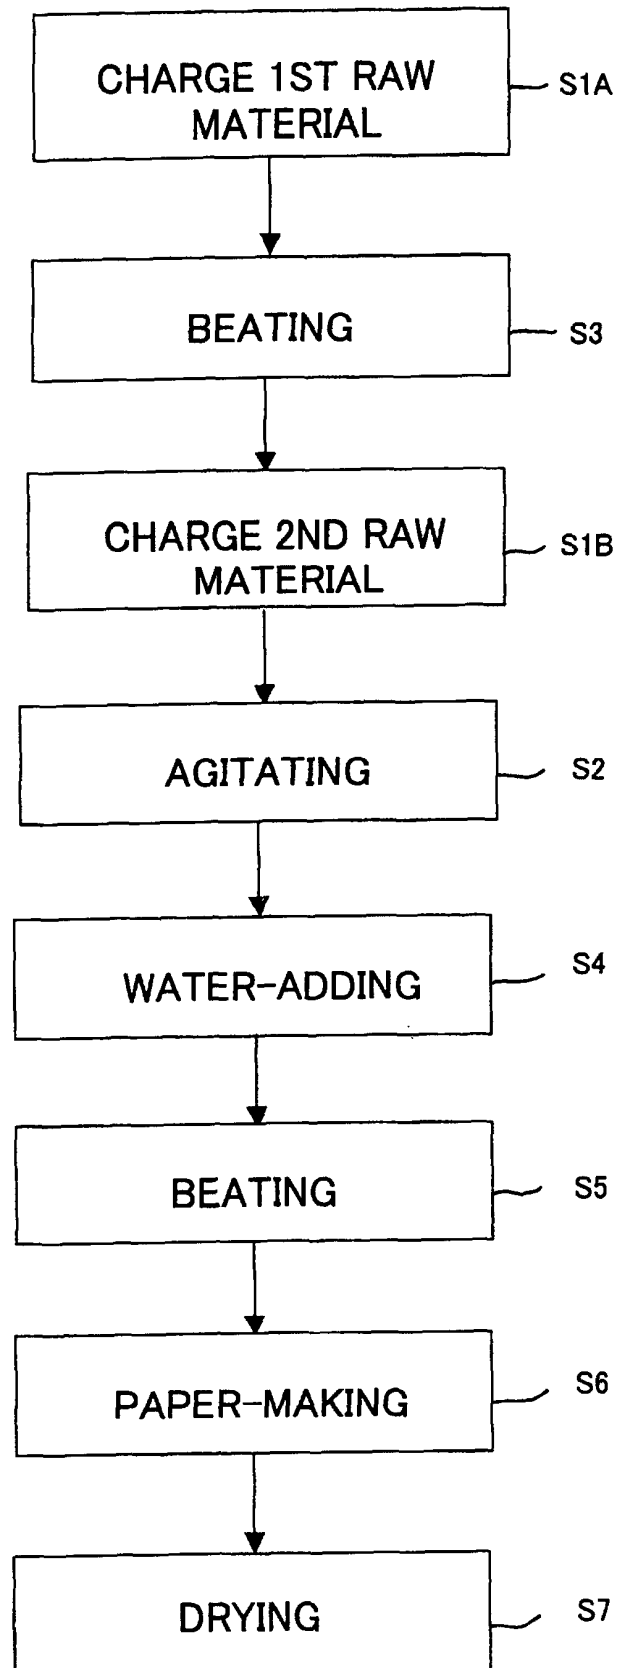 CHARGE 1ST RAW
MATERIAL
S1A
BEATING
S3
CHARGE 2ND RAW
MATERIAL
S1B
AGITATING
S2
WATER-ADDING
S4
BEATING
S5
PAPER-MAKING
S6
DRYING
S7